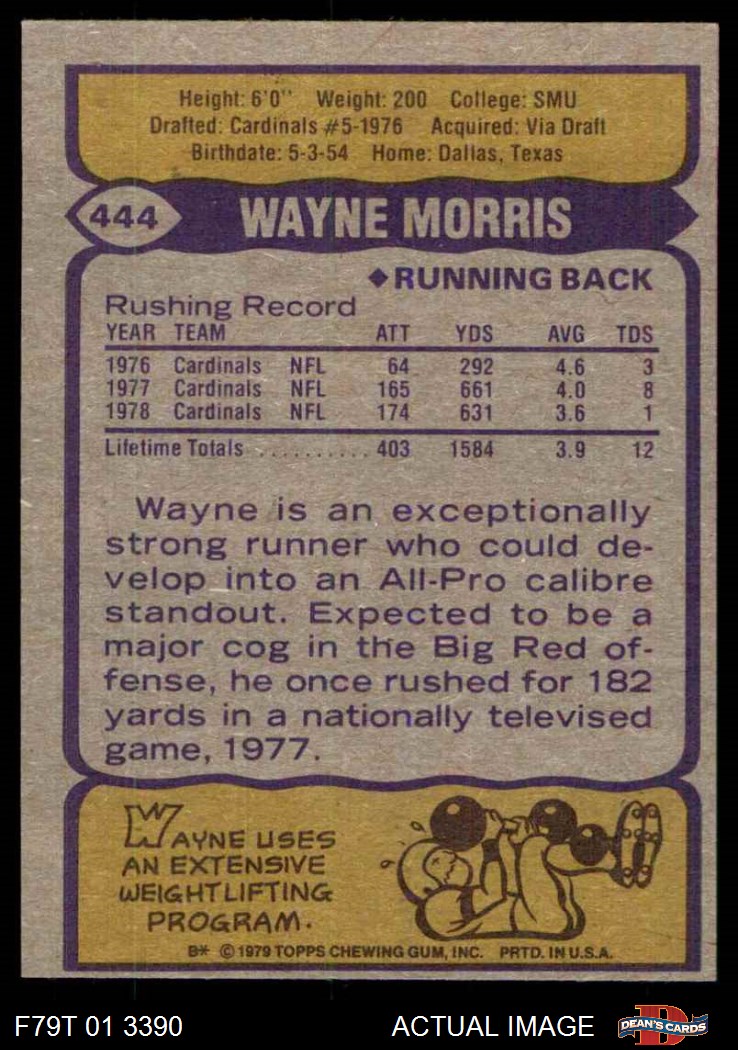 Height: 6'0" Weight: 200 College: SMU
Drafted: Cardinals #5-1976 Acquired: Via Draft
Birthdate: 5-3-54 Home: Dallas, Texas
444 WAYNE MORRIS
◆RUNNING BACK
Rushing Record
YEAR TEAM ATT YDS AVG TDS
1976 Cardinals NFL 64 292 4.6 3
1977 Cardinals NFL 165 661 4.0 8
1978 Cardinals NFL 174 631 3.6 1
Lifetime Totals .......... 403 1584 3.9 12
Wayne is an exceptionally
strong runner who could de-
velop into an All-Pro calibre
standout. Expected to be a
major cog in the Big Red of-
fense, he once rushed for 182
yards in a nationally televised
game, 1977.
WAYNE USES
AN EXTENSIVE
WEIGHTLIFTING
PROGRAM.
B* © 1979 TOPPS CHEWING GUM, INC. PRTD. IN U.S.A.
F79T 01 3390 ACTUAL IMAGE D DEAN'S CARDS